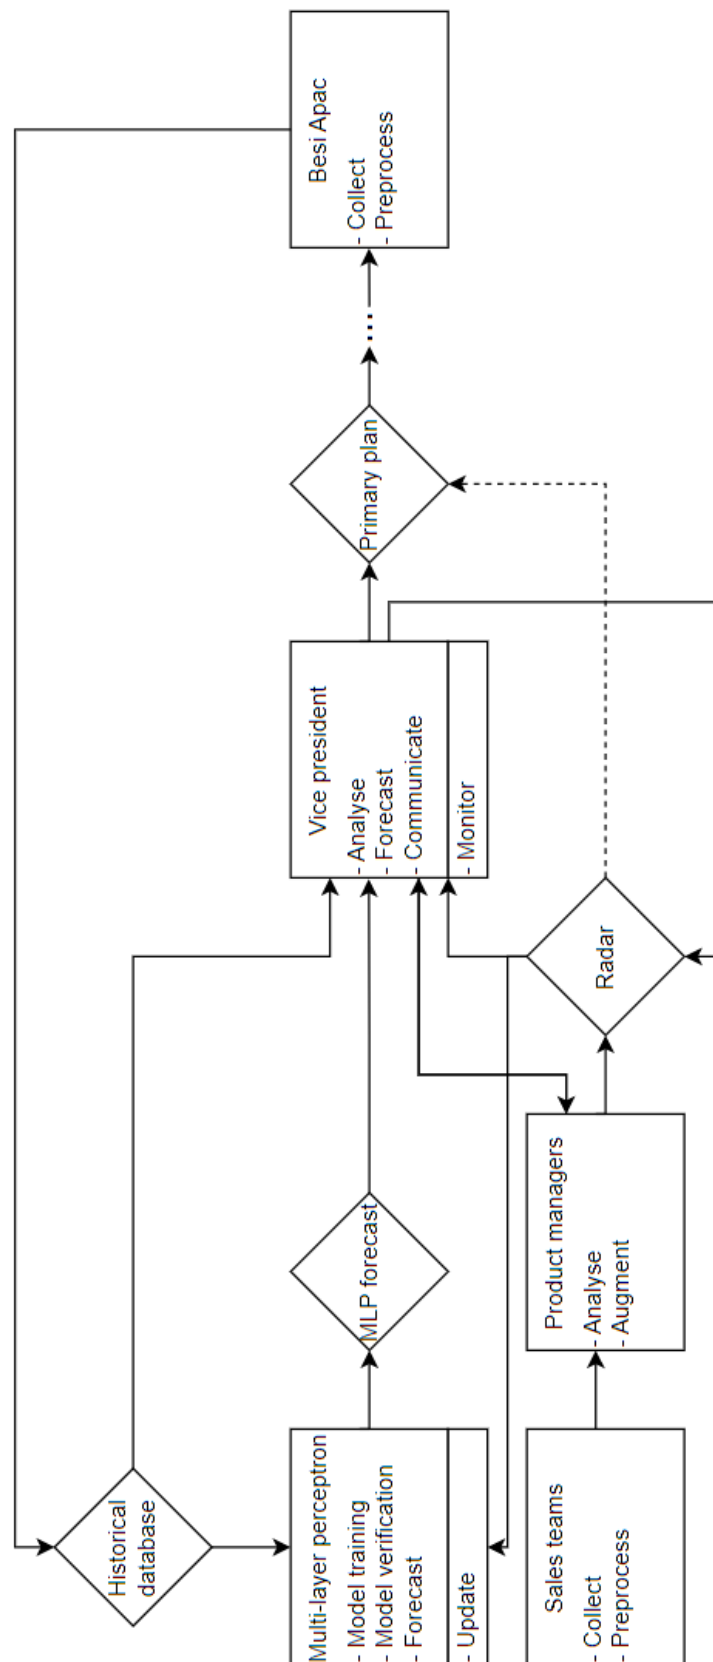 Historical
database
Multi-layer perceptron
- Model training
- Model verification
- Forecast
- Update
MLP forecast
Vice president
- Analyse
- Forecast
- Communicate
- Monitor
Primary plan
...
Besi Apac
- Collect
- Preprocess
Sales teams
- Collect
- Preprocess
Product managers
- Analyse
- Augment
Radar